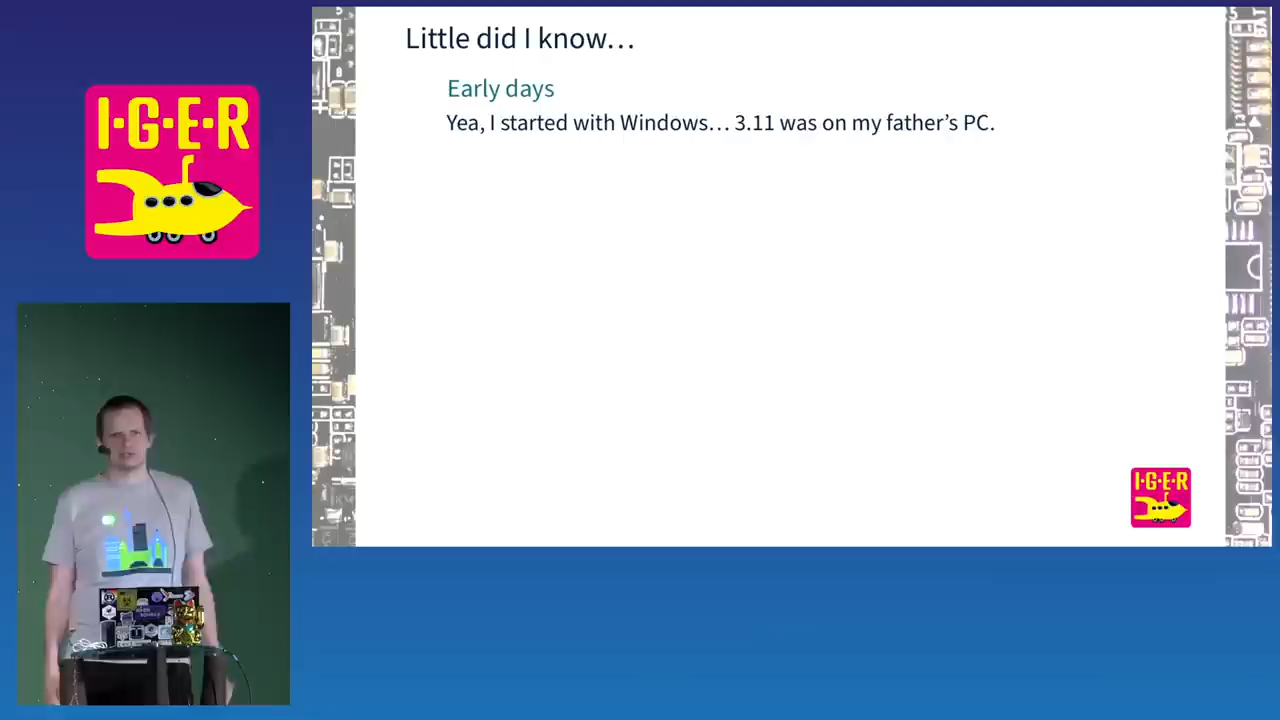 I·G·E·R
Little did I know…
Early days
Yea, I started with Windows… 3.11 was on my father’s PC.
I·G·E·R